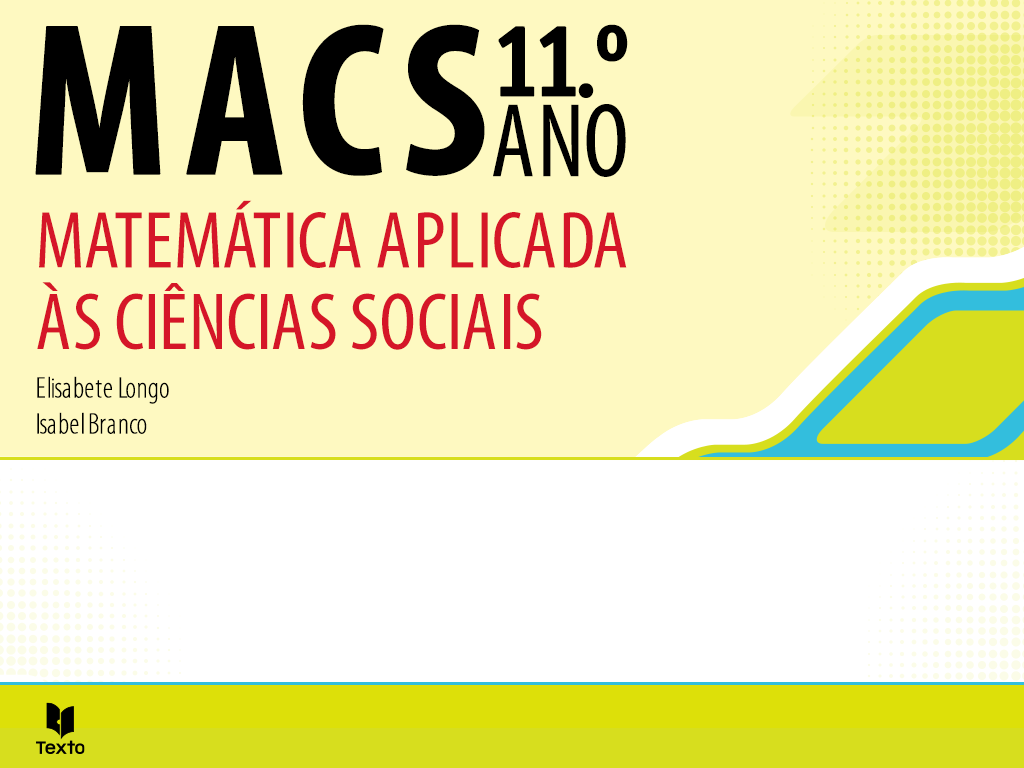 MACS 11.º
ANO
MATEMÁTICA APLICADA
ÀS CIÊNCIAS SOCIAIS
Elisabete Longo
Isabel Branco
Texto